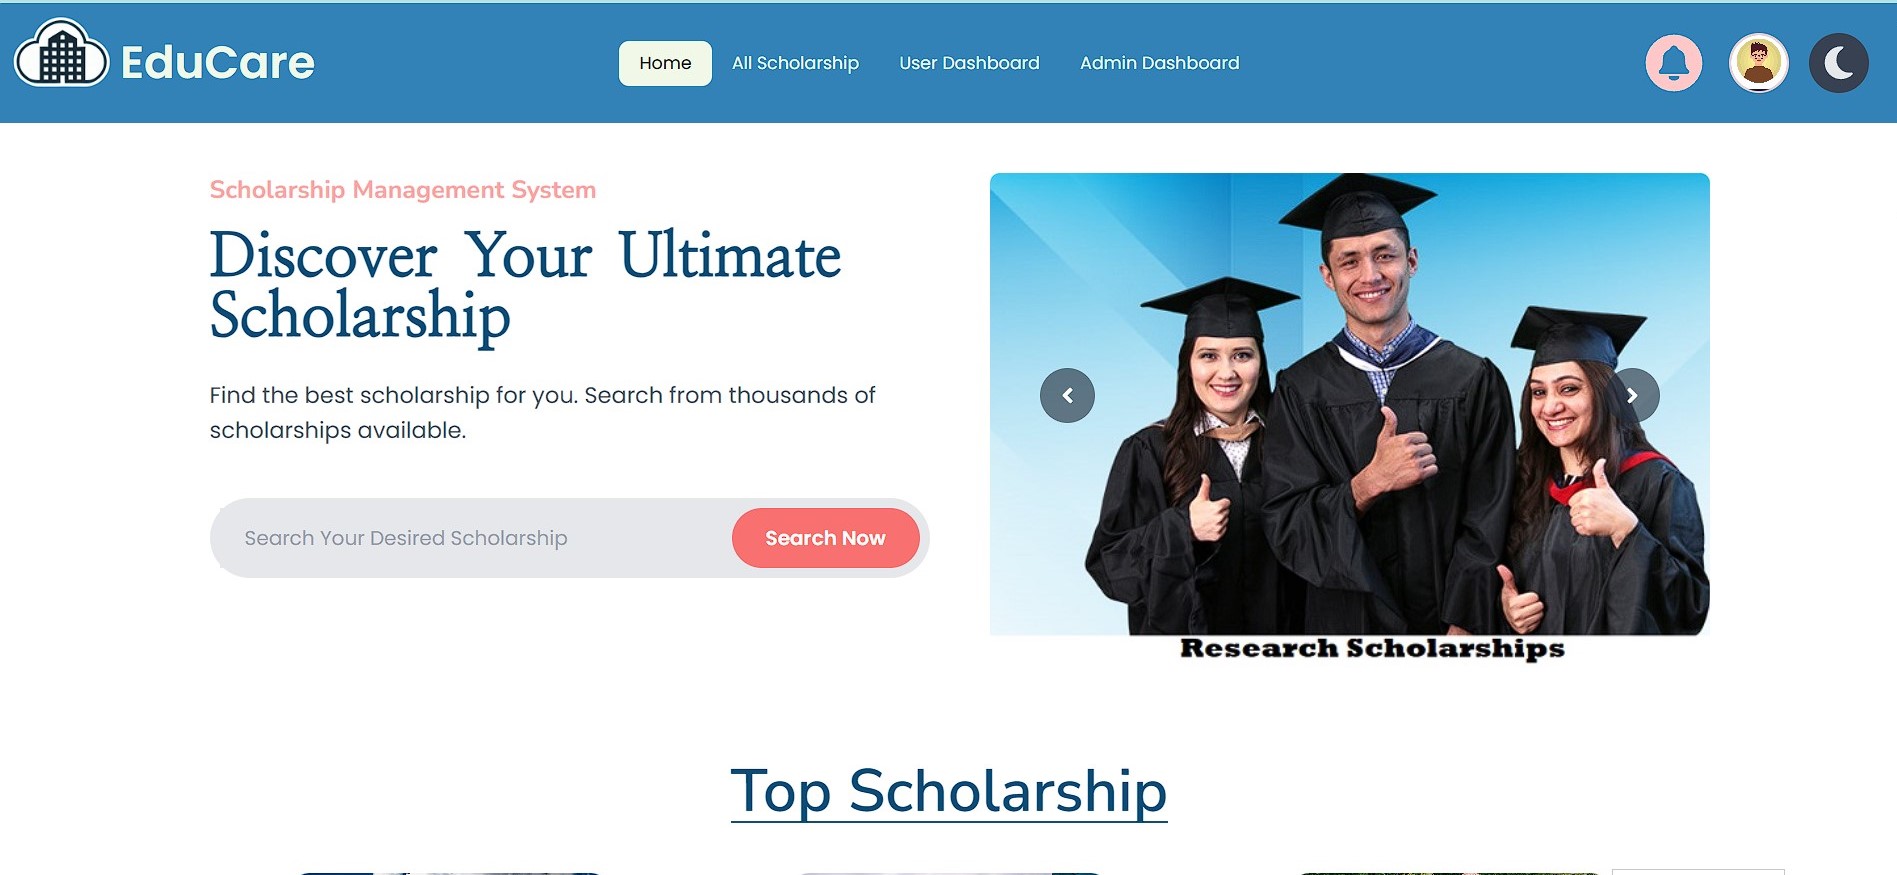 EduCare
Home
All Scholarship
User Dashboard
Admin Dashboard
Scholarship Management System
Discover Your Ultimate
Scholarship
Find the best scholarship for you. Search from thousands of
scholarships available.
Search Your Desired Scholarship
Search Now
Research Scholarships
Top Scholarship